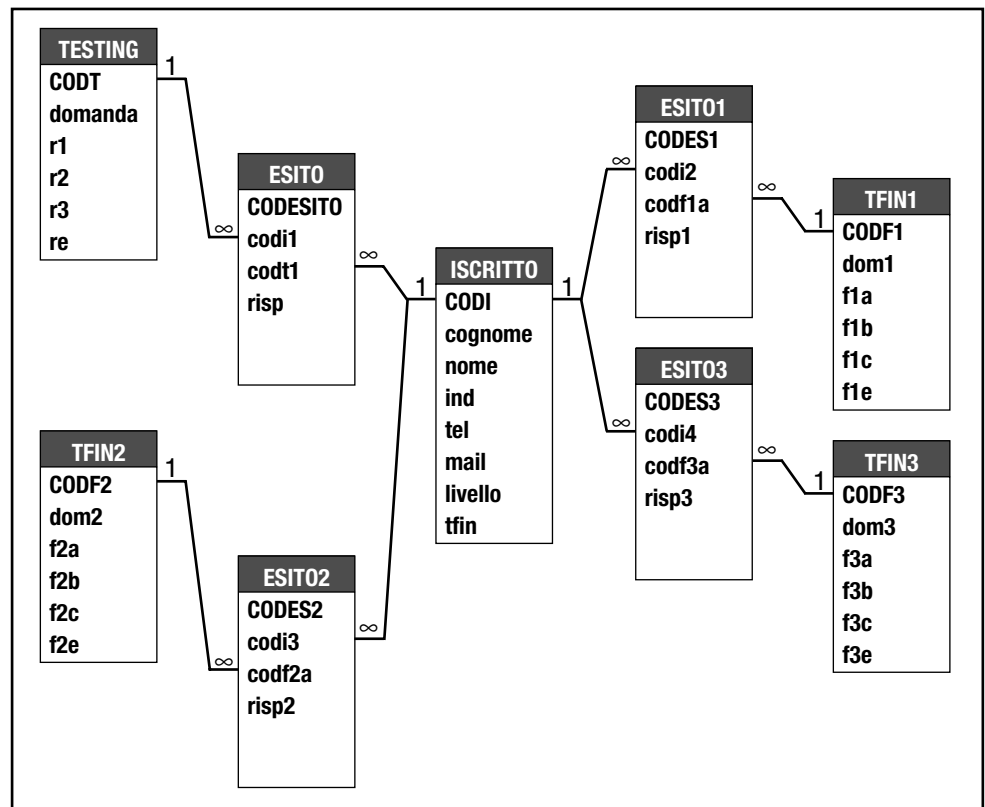 TESTING
CODT
domanda
r1
r2
r3
re
1
∞
ESITO
CODESITO
codi1
codt1
risp
∞
TFIN2
CODF2
dom2
f2a
f2b
f2c
f2e
1
∞
ESITO2
CODES2
codi3
codf2a
risp2
∞
1
ISCRITTO
CODI
cognome
nome
ind
tel
mail
livello
tfin
1
∞
ESITO1
CODES1
codi2
codf1a
risp1
∞
1
TFIN1
CODF1
dom1
f1a
f1b
f1c
f1e
∞
ESITO3
CODES3
codi4
codf3a
risp3
∞
1
TFIN3
CODF3
dom3
f3a
f3b
f3c
f3e